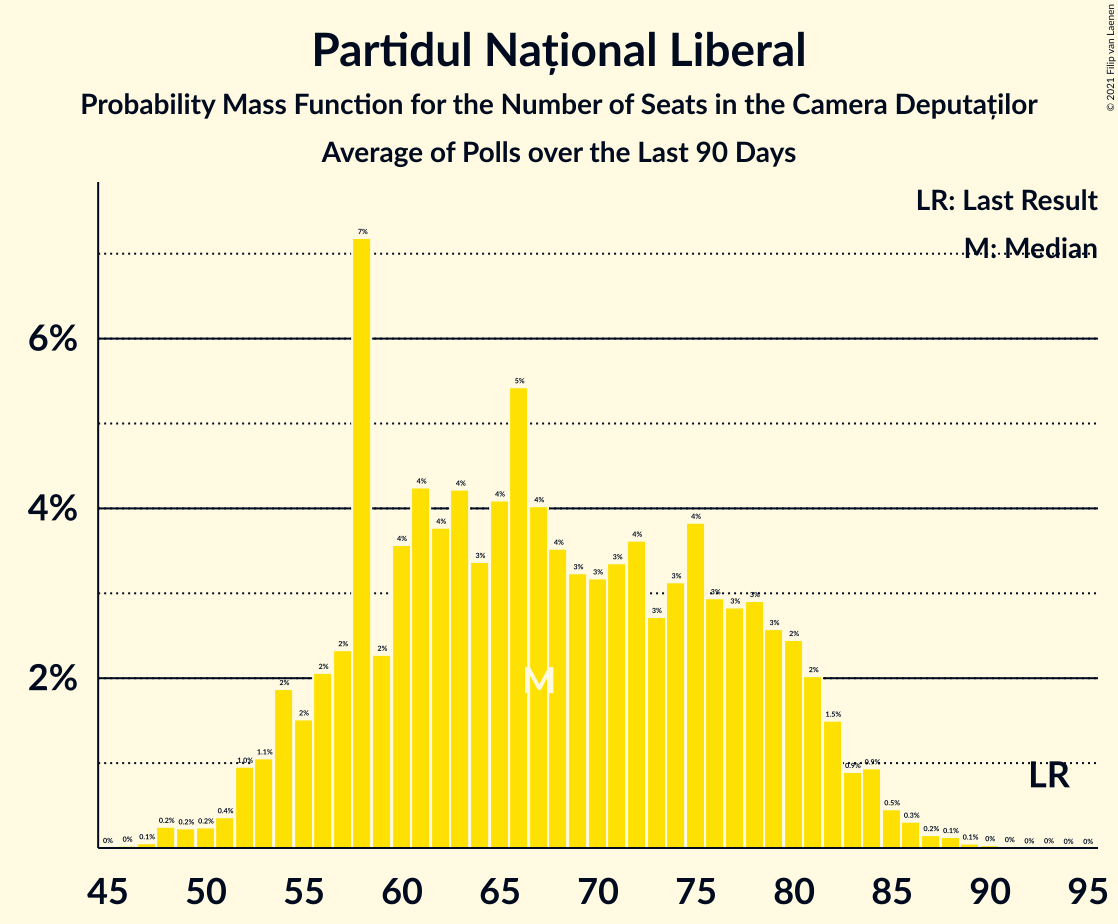 Partidul Național Liberal
Probability Mass Function for the Number of Seats in the Camera Deputaților
Average of Polls over the Last 90 Days
© 2021 Filip van Laenen
LR: Last Result
M: Median
6%
4%
2%
0% 0% 0.1% 0.2% 0.2% 0.2% 0.4% 1.0% 1.1% 2% 2% 2% 2% 7% 2% 4% 4% 4% 4% 3% 4% 5% 4% 4% 3% 3% 3% 4% 3% 3% 4% 3% 3% 3% 3% 2% 2% 1.5% 0.9% 0.9% 0.5% 0.3% 0.2% 0.1% 0.1% 0% 0% 0% 0% 0% 0%
M
LR
45 50 55 60 65 70 75 80 85 90 95